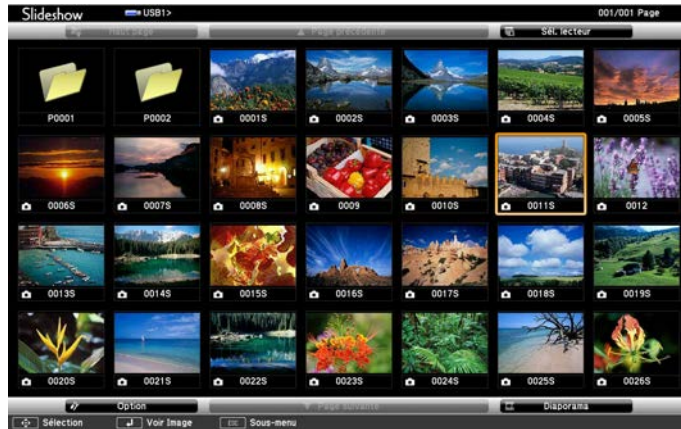 Slideshow USB1> 001/001 Page
Haut page Page précédente Sél. lecteur
P0001 P0002 0001S 0002S 0003S 0004S 0005S
0006S 0007S 0008S 0009 0010S 0011S 0012
0013S 0014S 0015S 0016S 0017S 0018S 0019S
0020S 0021S 0022S 0023S 0024S 0025S 0026S
Option Page suivante Diaporama
Sélection Voir Image Esc Sous-menu